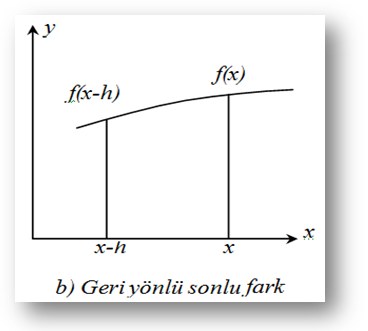 y
f(x)
f(x-h)
x
x-h
x
b) Geri yönlü sonlu fark